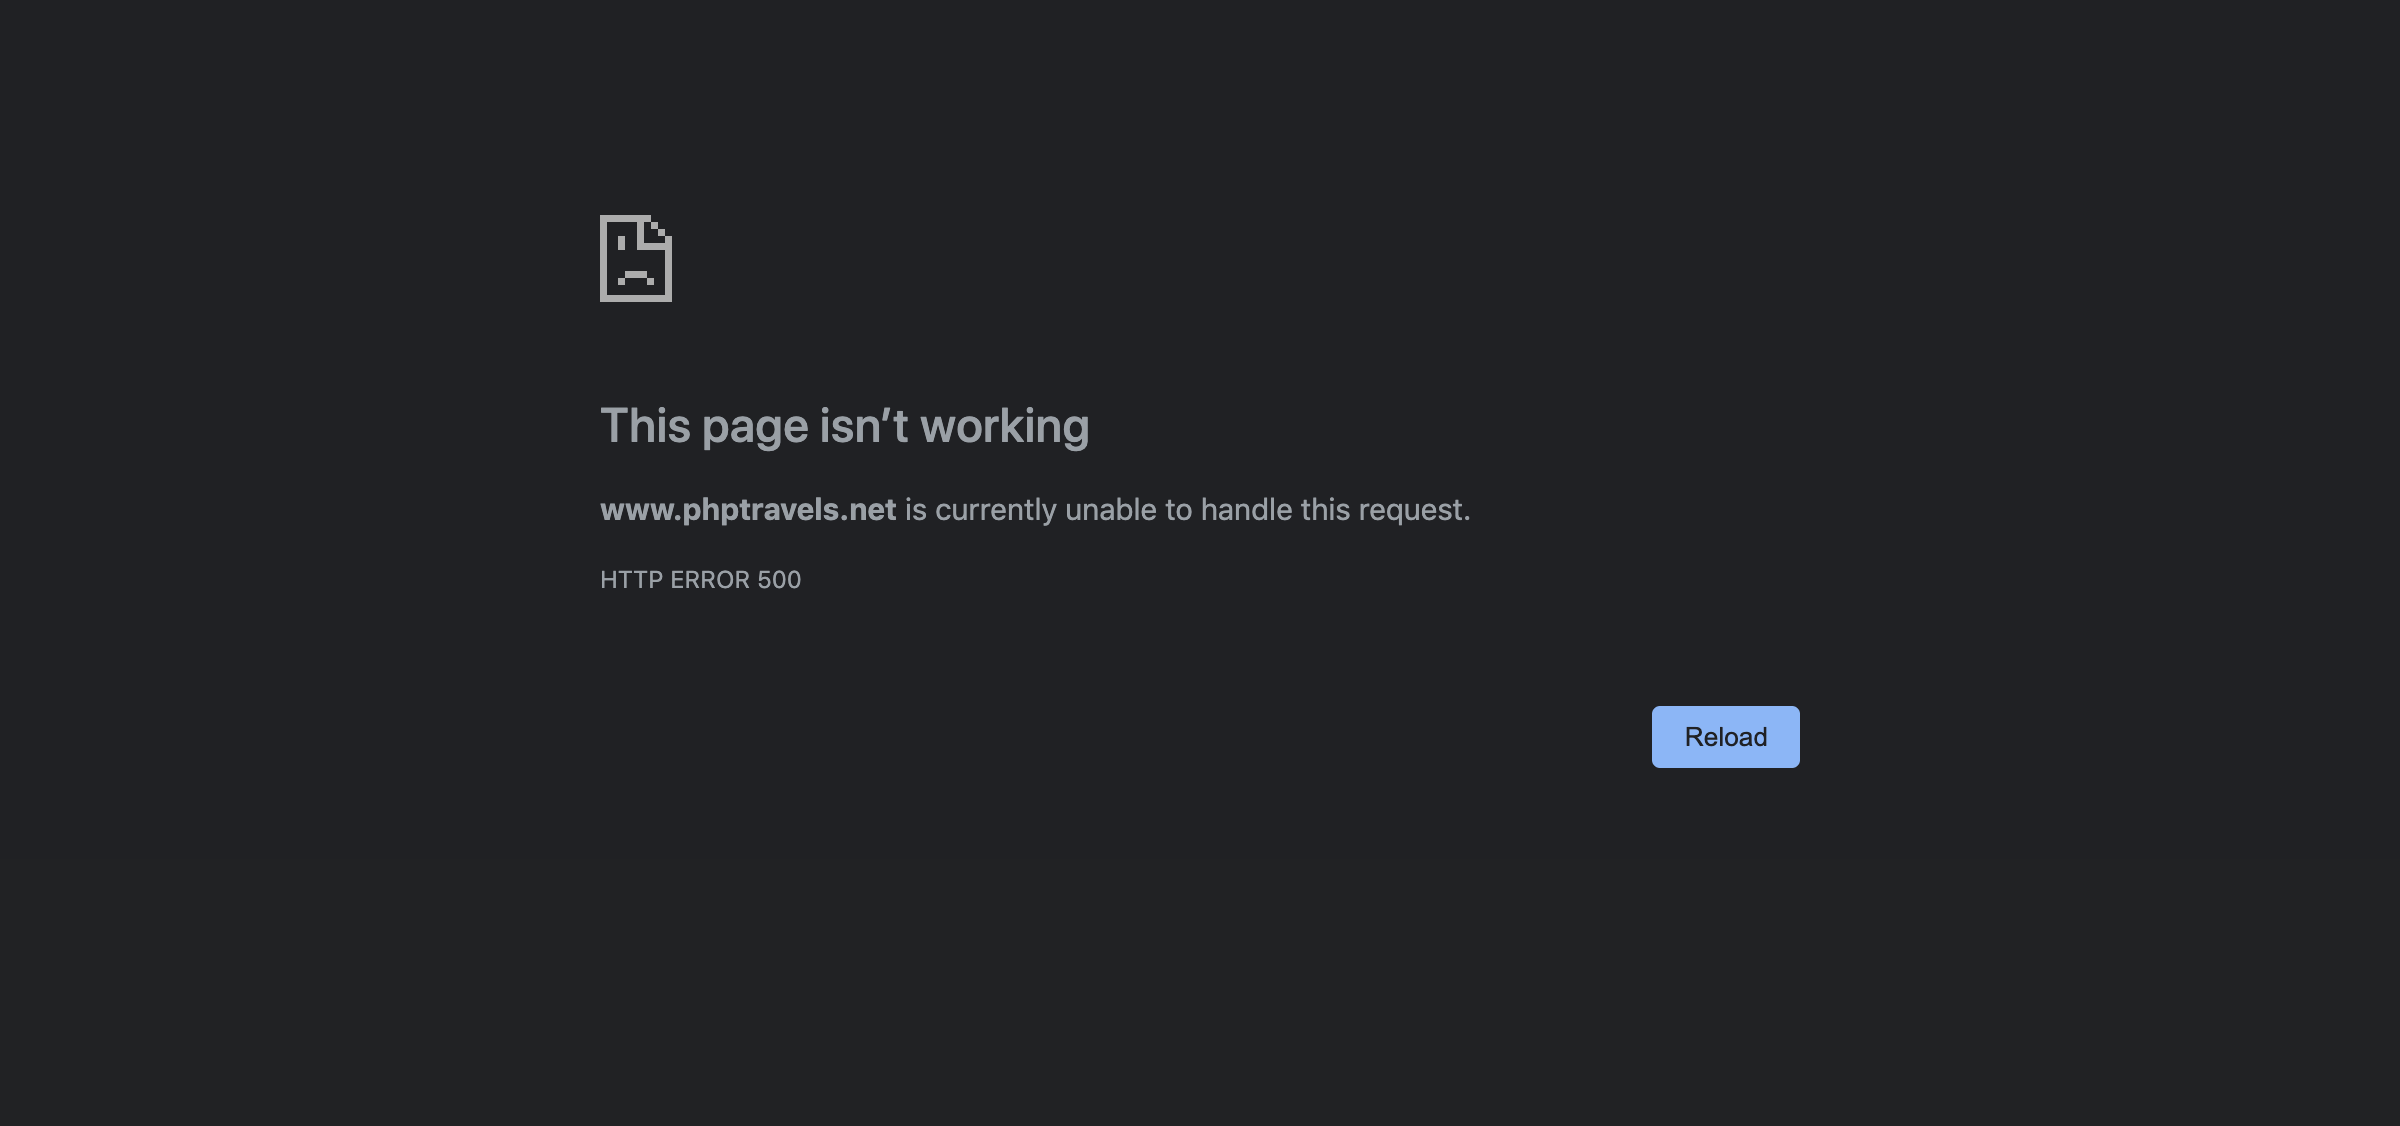 This page isn’t working
www.phptravels.net is currently unable to handle this request.
HTTP ERROR 500
Reload